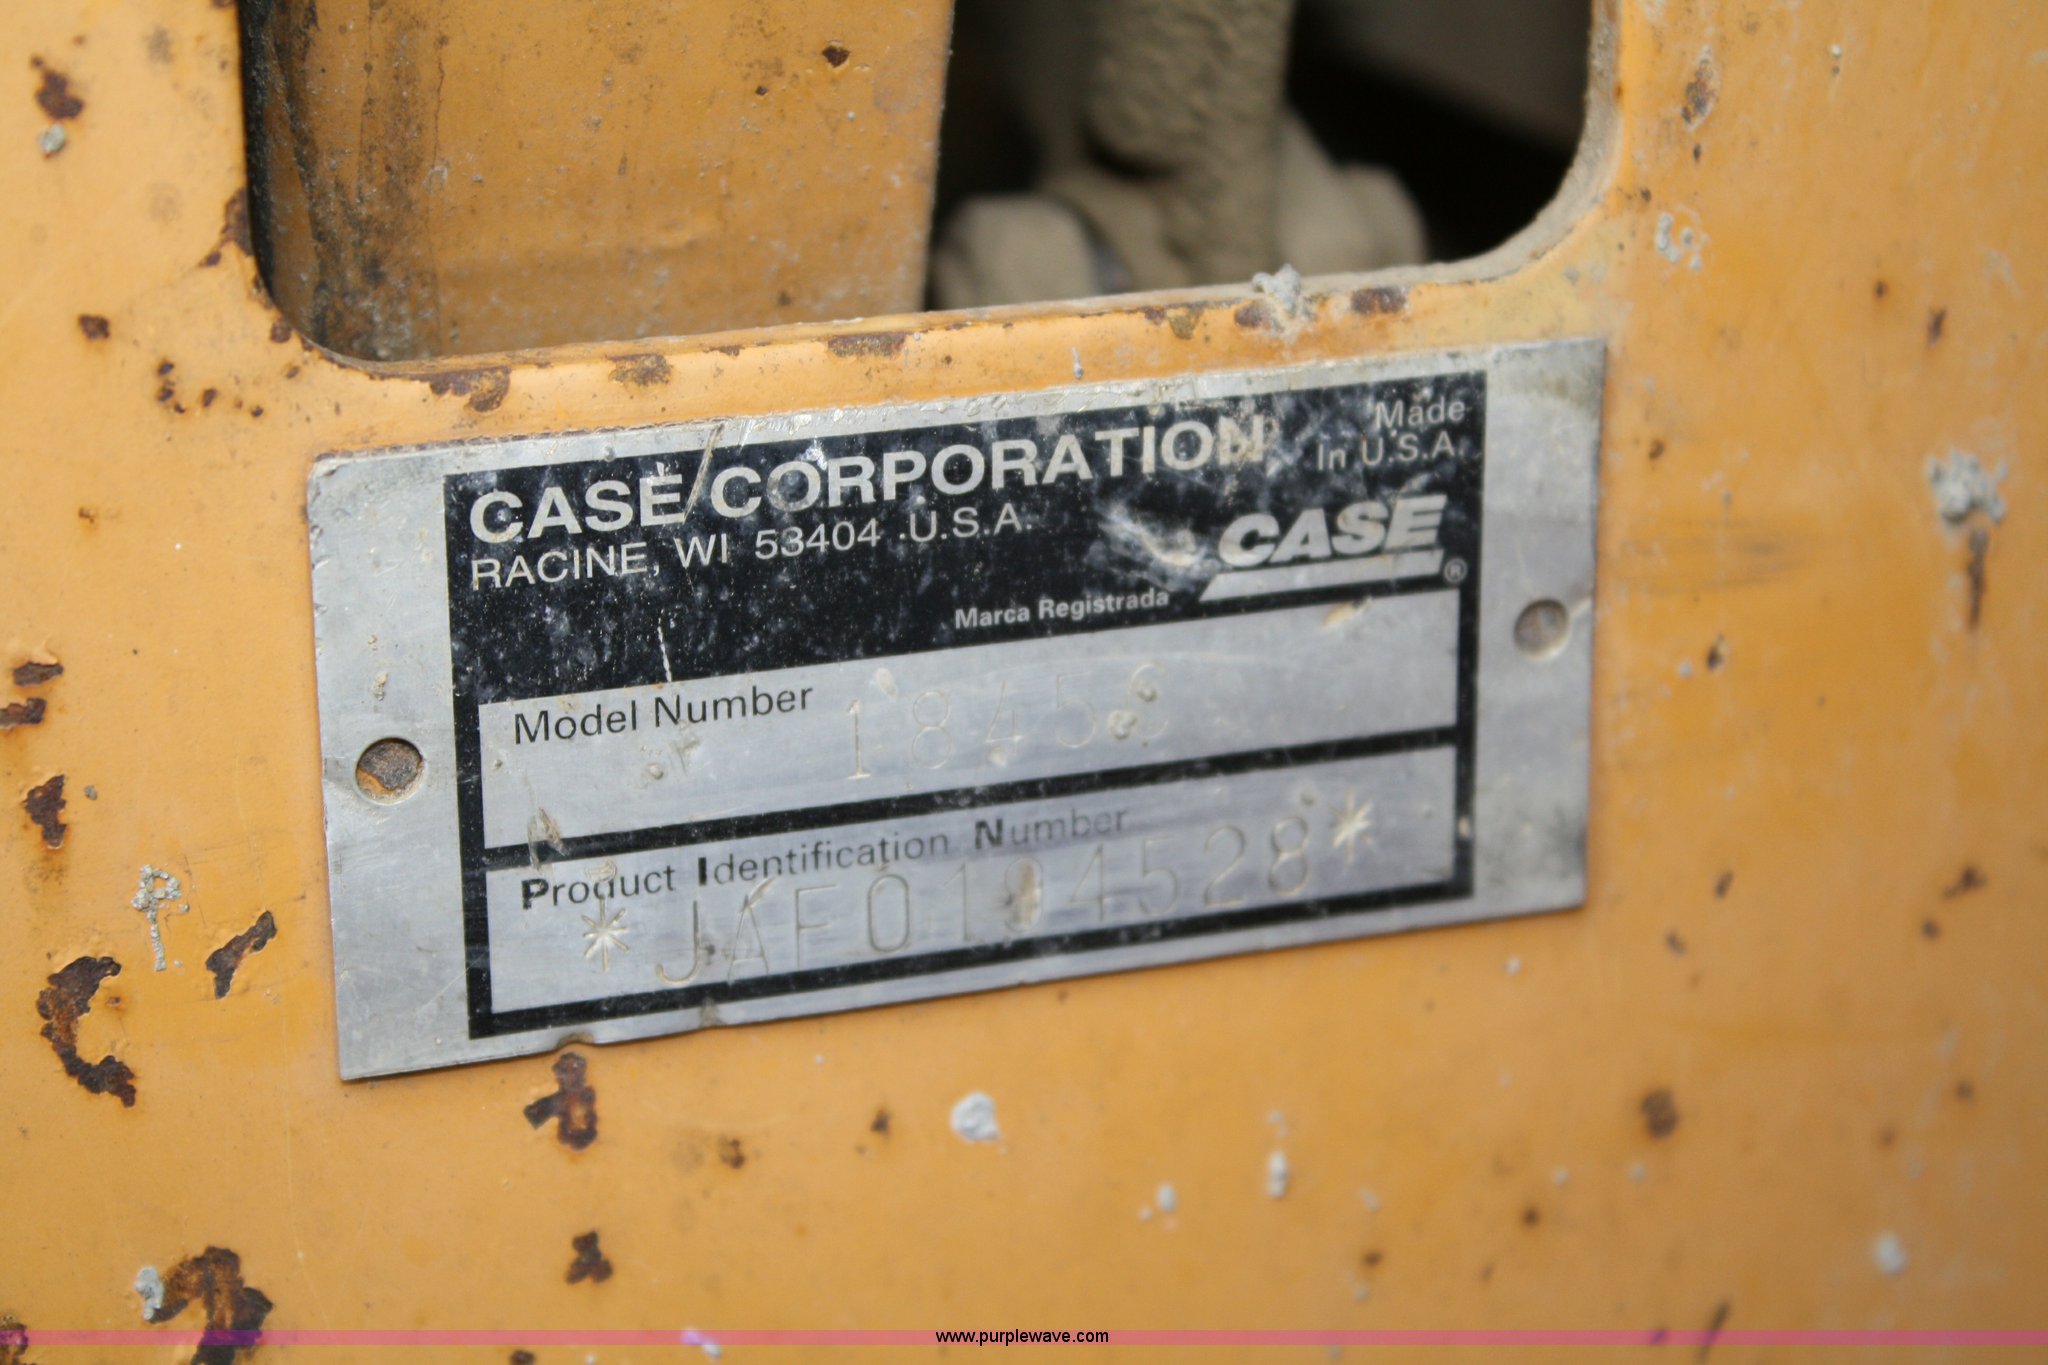 CASE CORPORATION
RACINE, WI 53404 U.S.A.
Made
In U.S.A.
CASE ®
Marca Registrada
Model Number 1845C
Product Identification Number
*JAF0194528*
www.purplewave.com